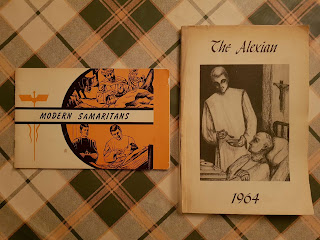 MODERN SAMARITANS
The Alexian
1964